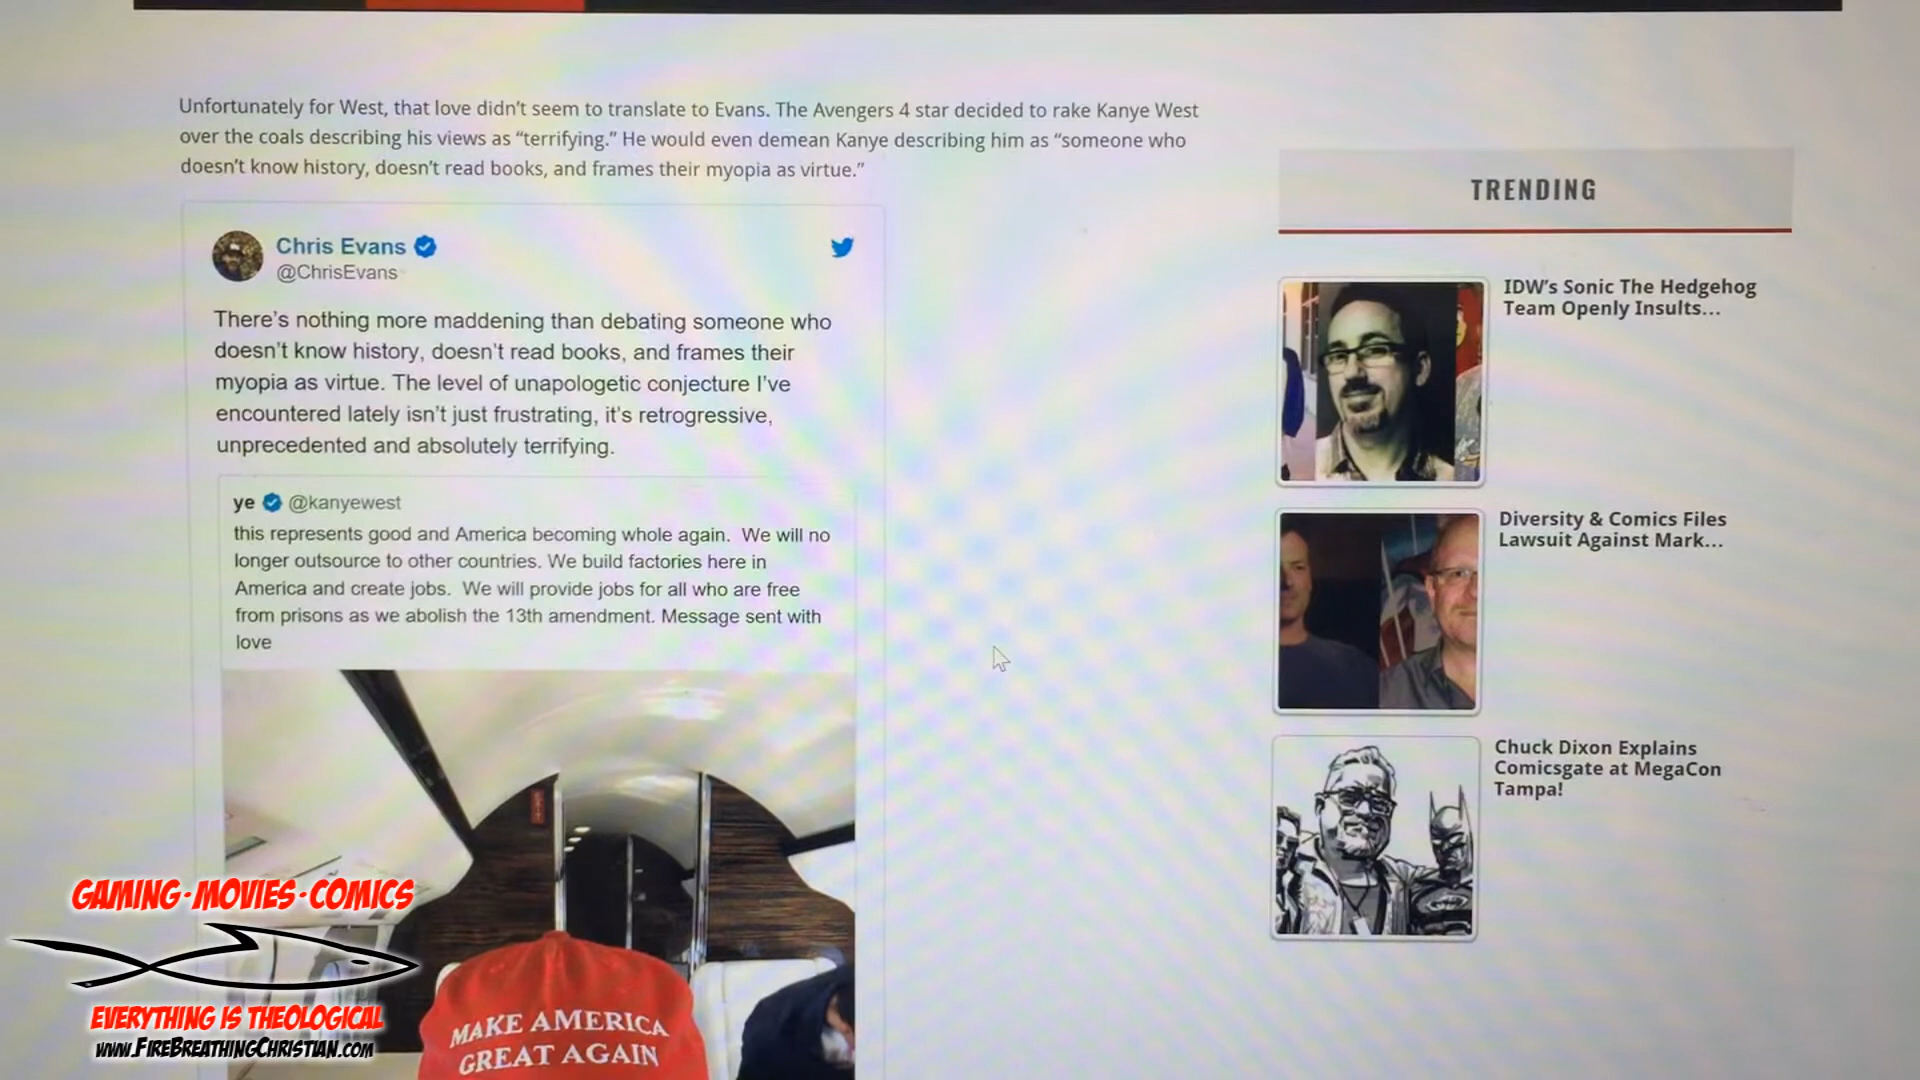 Unfortunately for West, that love didn't seem to translate to Evans. The Avengers 4 star decided to rake Kanye West
over the coals describing his views as “terrifying.” He would even demean Kanye describing him as “someone who
doesn't know history, doesn't read books, and frames their myopia as virtue.”
Chris Evans
@ChrisEvans
There's nothing more maddening than debating someone who
doesn't know history, doesn't read books, and frames their
myopia as virtue. The level of unapologetic conjecture I've
encountered lately isn't just frustrating, it's retrogressive,
unprecedented and absolutely terrifying.
ye @kanyewest
this represents good and America becoming whole again. We will no
longer outsource to other countries. We build factories here in
America and create jobs. We will provide jobs for all who are free
from prisons as we abolish the 13th amendment. Message sent with
love
MAKE AMERICA
GREAT AGAIN
TRENDING
IDW's Sonic The Hedgehog
Team Openly Insults...
Diversity & Comics Files
Lawsuit Against Mark...
Chuck Dixon Explains
Comicsgate at MegaCon
Tampa!
GAMING·MOVIES·COMICS
EVERYTHING IS THEOLOGICAL
www.FireBreathingChristian.com